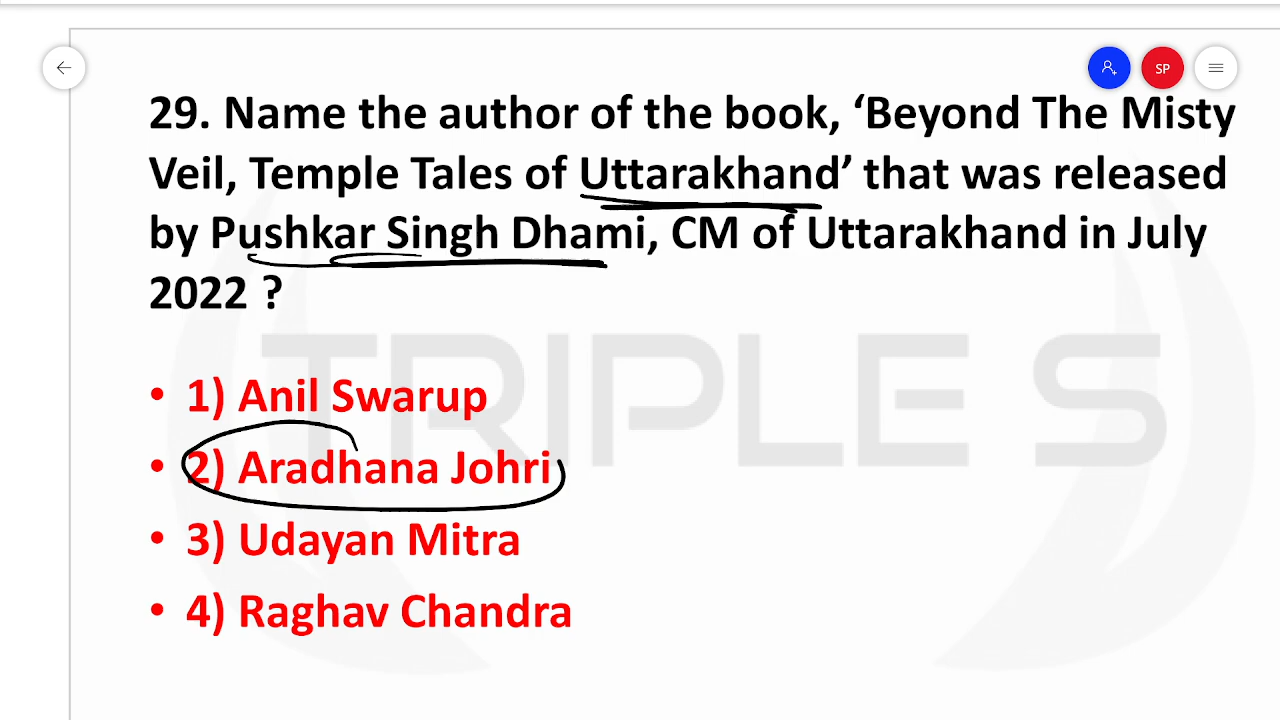 SP
29. Name the author of the book, ‘Beyond The Misty
Veil, Temple Tales of Uttarakhand’ that was released
by Pushkar Singh Dhami, CM of Uttarakhand in July
2022 ?
TRIPLE S
• 1) Anil Swarup
• 2) Aradhana Johri
• 3) Udayan Mitra
• 4) Raghav Chandra